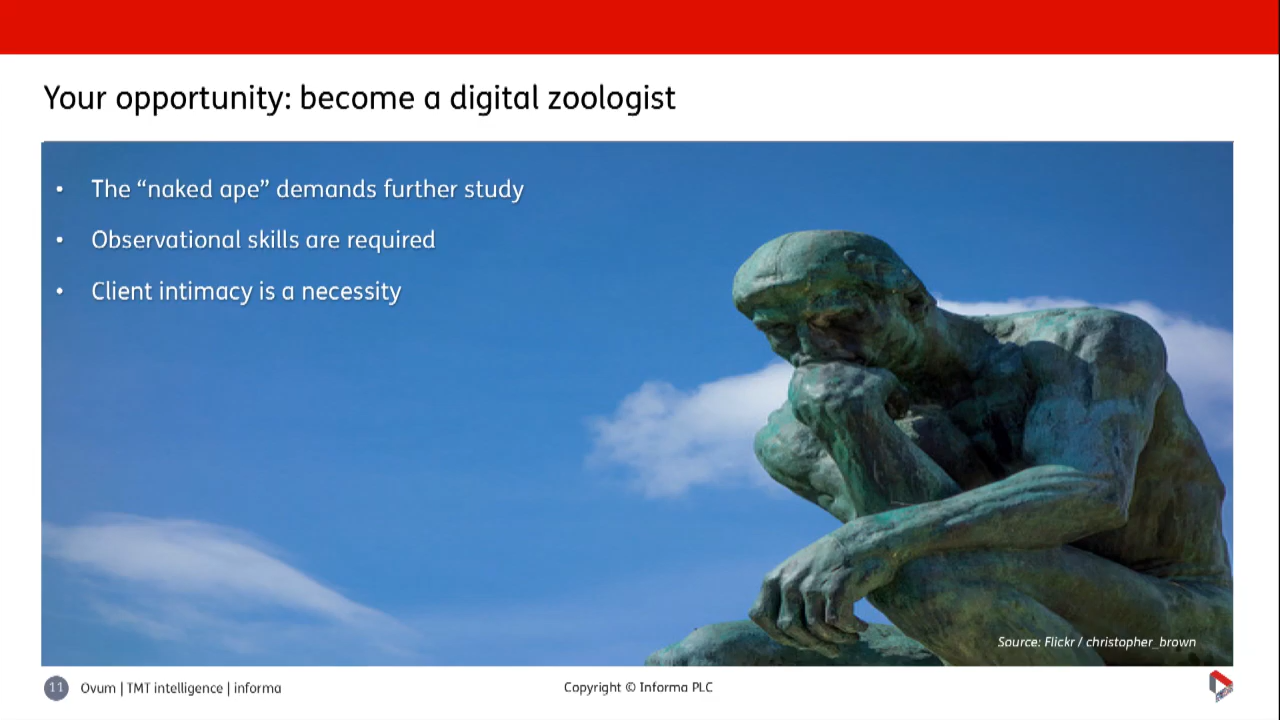 Your opportunity: become a digital zoologist
• The “naked ape” demands further study
• Observational skills are required
• Client intimacy is a necessity
Source: Flickr / christopher_brown
11 Ovum | TMT intelligence | informa
Copyright © Informa PLC